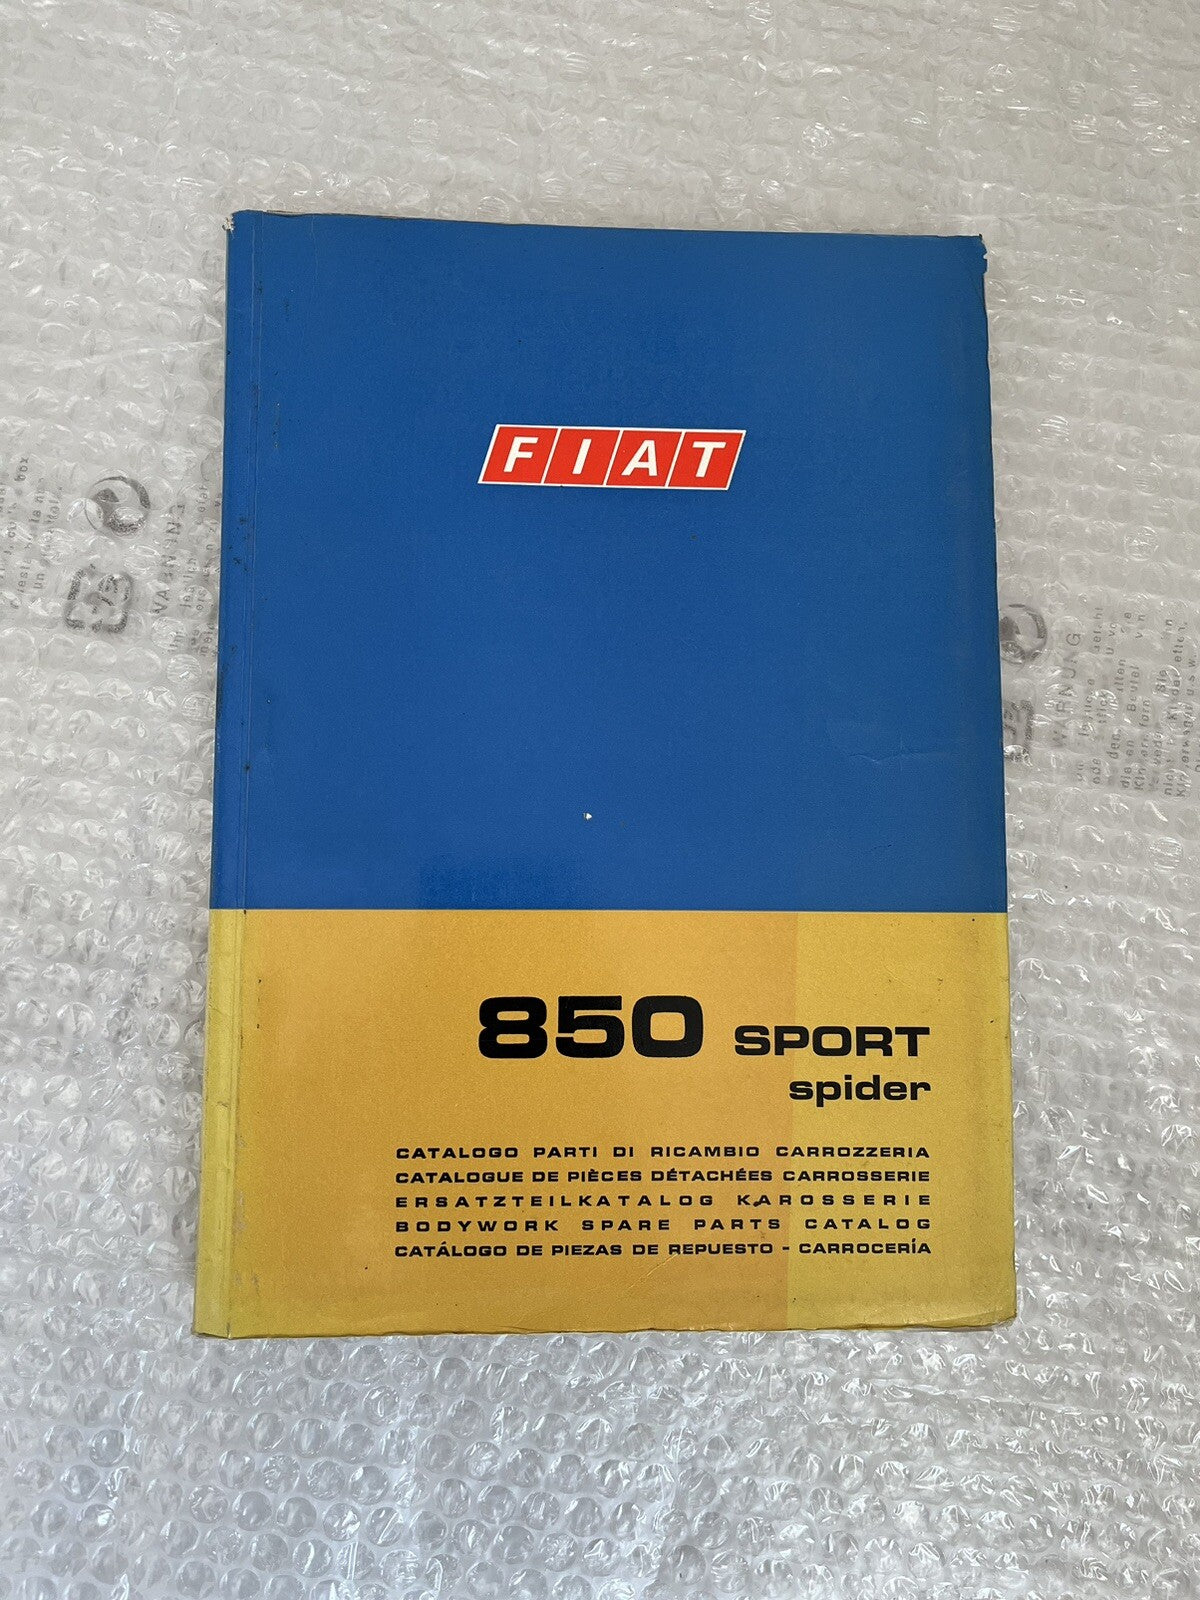 FIAT
850 SPORT
spider
CATALOGO PARTI DI RICAMBIO CARROZZERIA
CATALOGUE DE PIÈCES DÉTACHÉES CARROSSERIE
ERSATZTEILKATALOG KAROSSERIE
BODYWORK SPARE PARTS CATALOG
CATÁLOGO DE PIEZAS DE REPUESTO - CARROCERÍA
WARNUNG